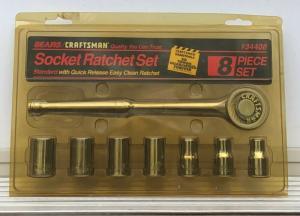 SEARS CRAFTSMAN Quality You Can Trust
934408
Socket Ratchet Set
8 PIECE SET
Standard with Quick Release Easy Clean Ratchet
CRAFTSMAN